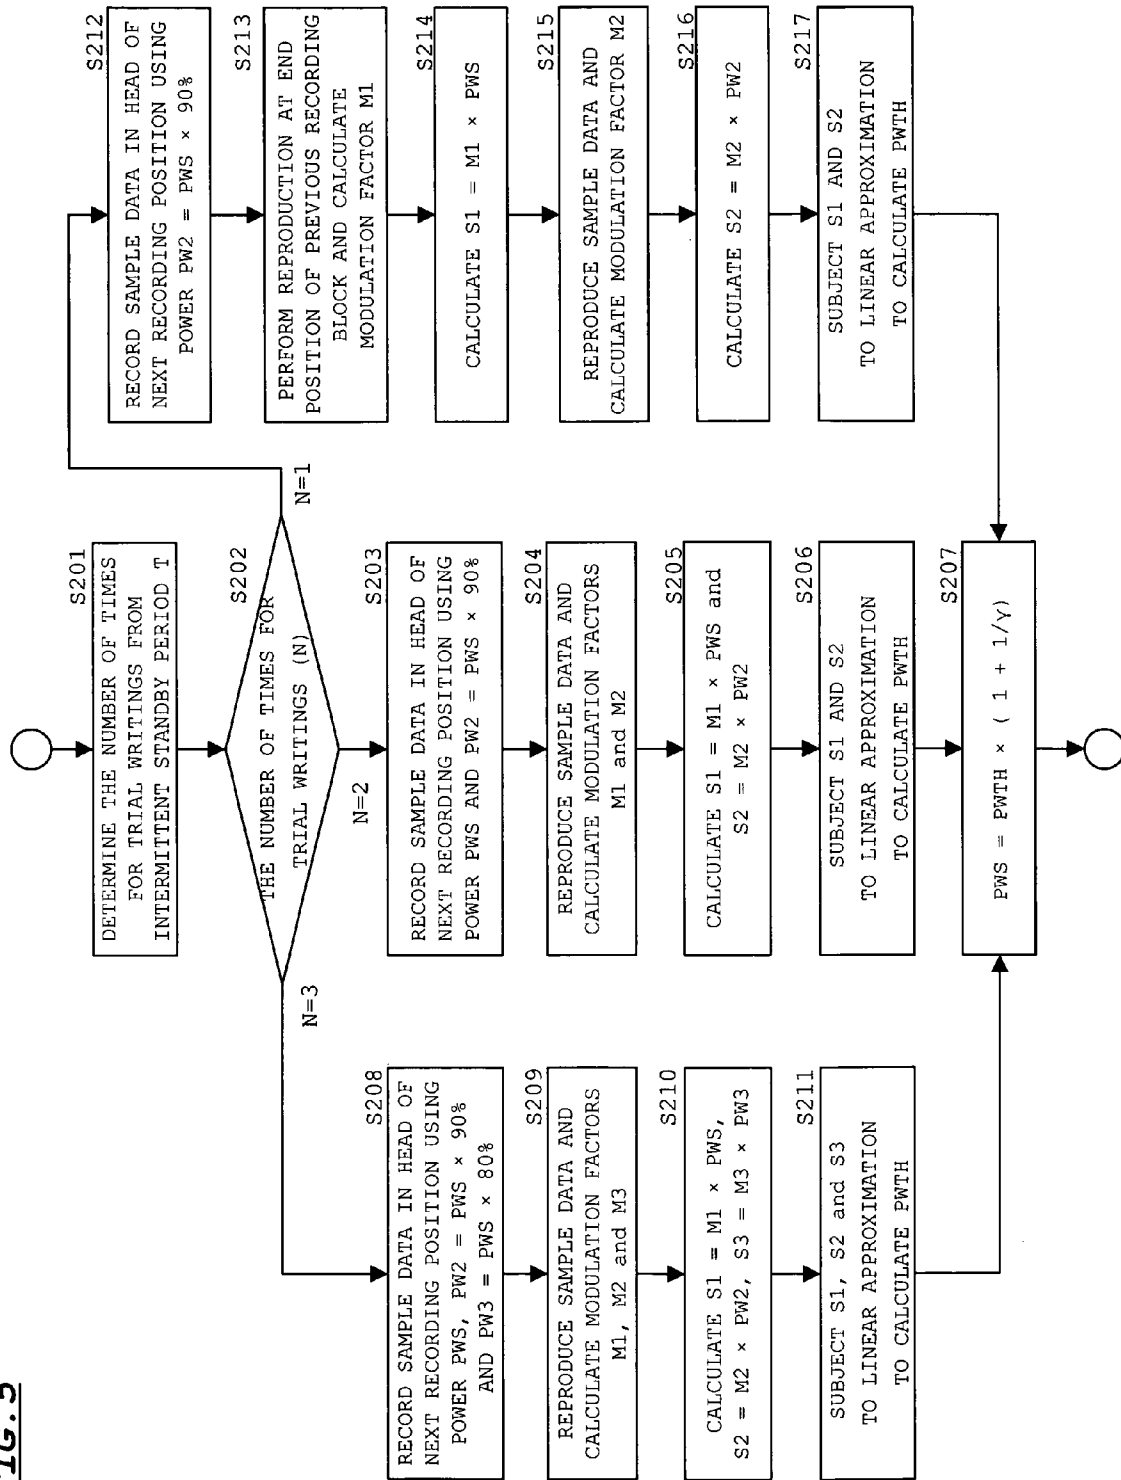 FIG. 5
S201
DETERMINE THE NUMBER OF TIMES
FOR TRIAL WRITINGS FROM
INTERMITTENT STANDBY PERIOD T
S202
THE NUMBER OF TIMES FOR
TRIAL WRITINGS (N)
N=3
N=2
N=1
S208
RECORD SAMPLE DATA IN HEAD OF
NEXT RECORDING POSITION USING
POWER PWS, PW2 = PWS × 90%
AND PW3 = PWS × 80%
S209
REPRODUCE SAMPLE DATA AND
CALCULATE MODULATION FACTORS
M1, M2 and M3
S210
CALCULATE S1 = M1 × PWS,
S2 = M2 × PW2, S3 = M3 × PW3
S211
SUBJECT S1, S2 and S3
TO LINEAR APPROXIMATION
TO CALCULATE PWTH
S203
RECORD SAMPLE DATA IN HEAD OF
NEXT RECORDING POSITION USING
POWER PWS AND PW2 = PWS × 90%
S204
REPRODUCE SAMPLE DATA AND
CALCULATE MODULATION FACTORS
M1 and M2
S205
CALCULATE S1 = M1 × PWS and
S2 = M2 × PW2
S206
SUBJECT S1 AND S2
TO LINEAR APPROXIMATION
TO CALCULATE PWTH
S207
PWS = PWTH × ( 1 + 1/γ)
S212
RECORD SAMPLE DATA IN HEAD OF
NEXT RECORDING POSITION USING
POWER PW2 = PWS × 90%
S213
PERFORM REPRODUCTION AT END
POSITION OF PREVIOUS RECORDING
BLOCK AND CALCULATE
MODULATION FACTOR M1
S214
CALCULATE S1 = M1 × PWS
S215
REPRODUCE SAMPLE DATA AND
CALCULATE MODULATION FACTOR M2
S216
CALCULATE S2 = M2 × PW2
S217
SUBJECT S1 AND S2
TO LINEAR APPROXIMATION
TO CALCULATE PWTH